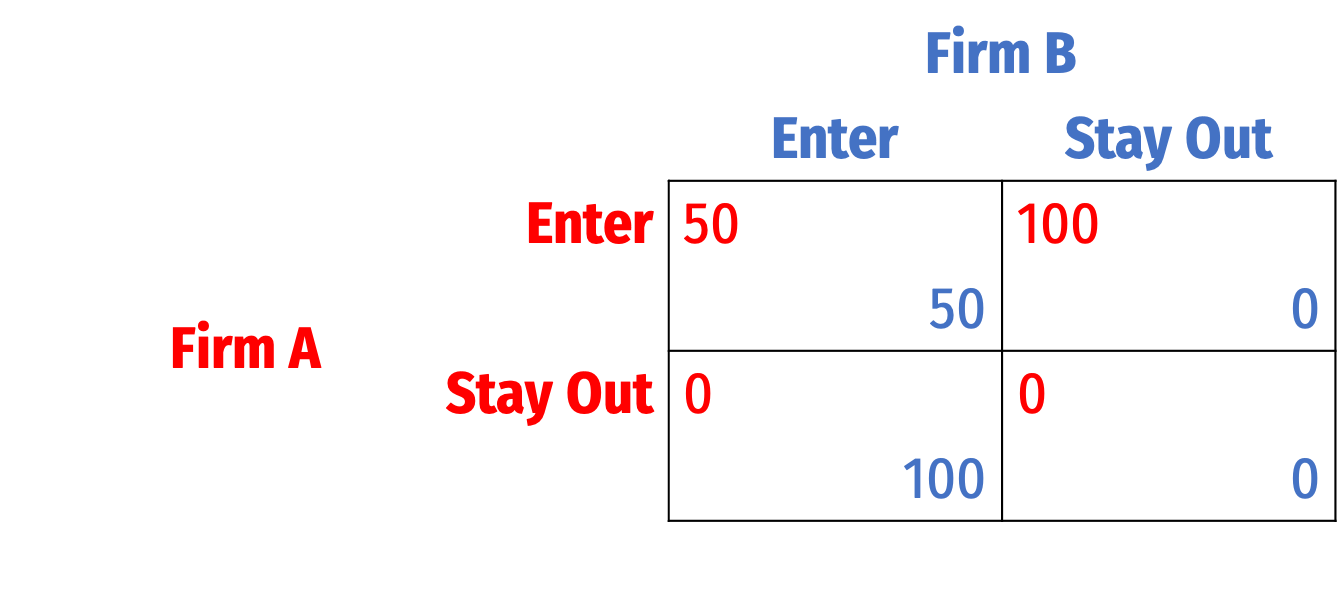 Firm B
Enter Stay Out
Enter 50 100
50 0
Firm A
Stay Out 0 0
100 0